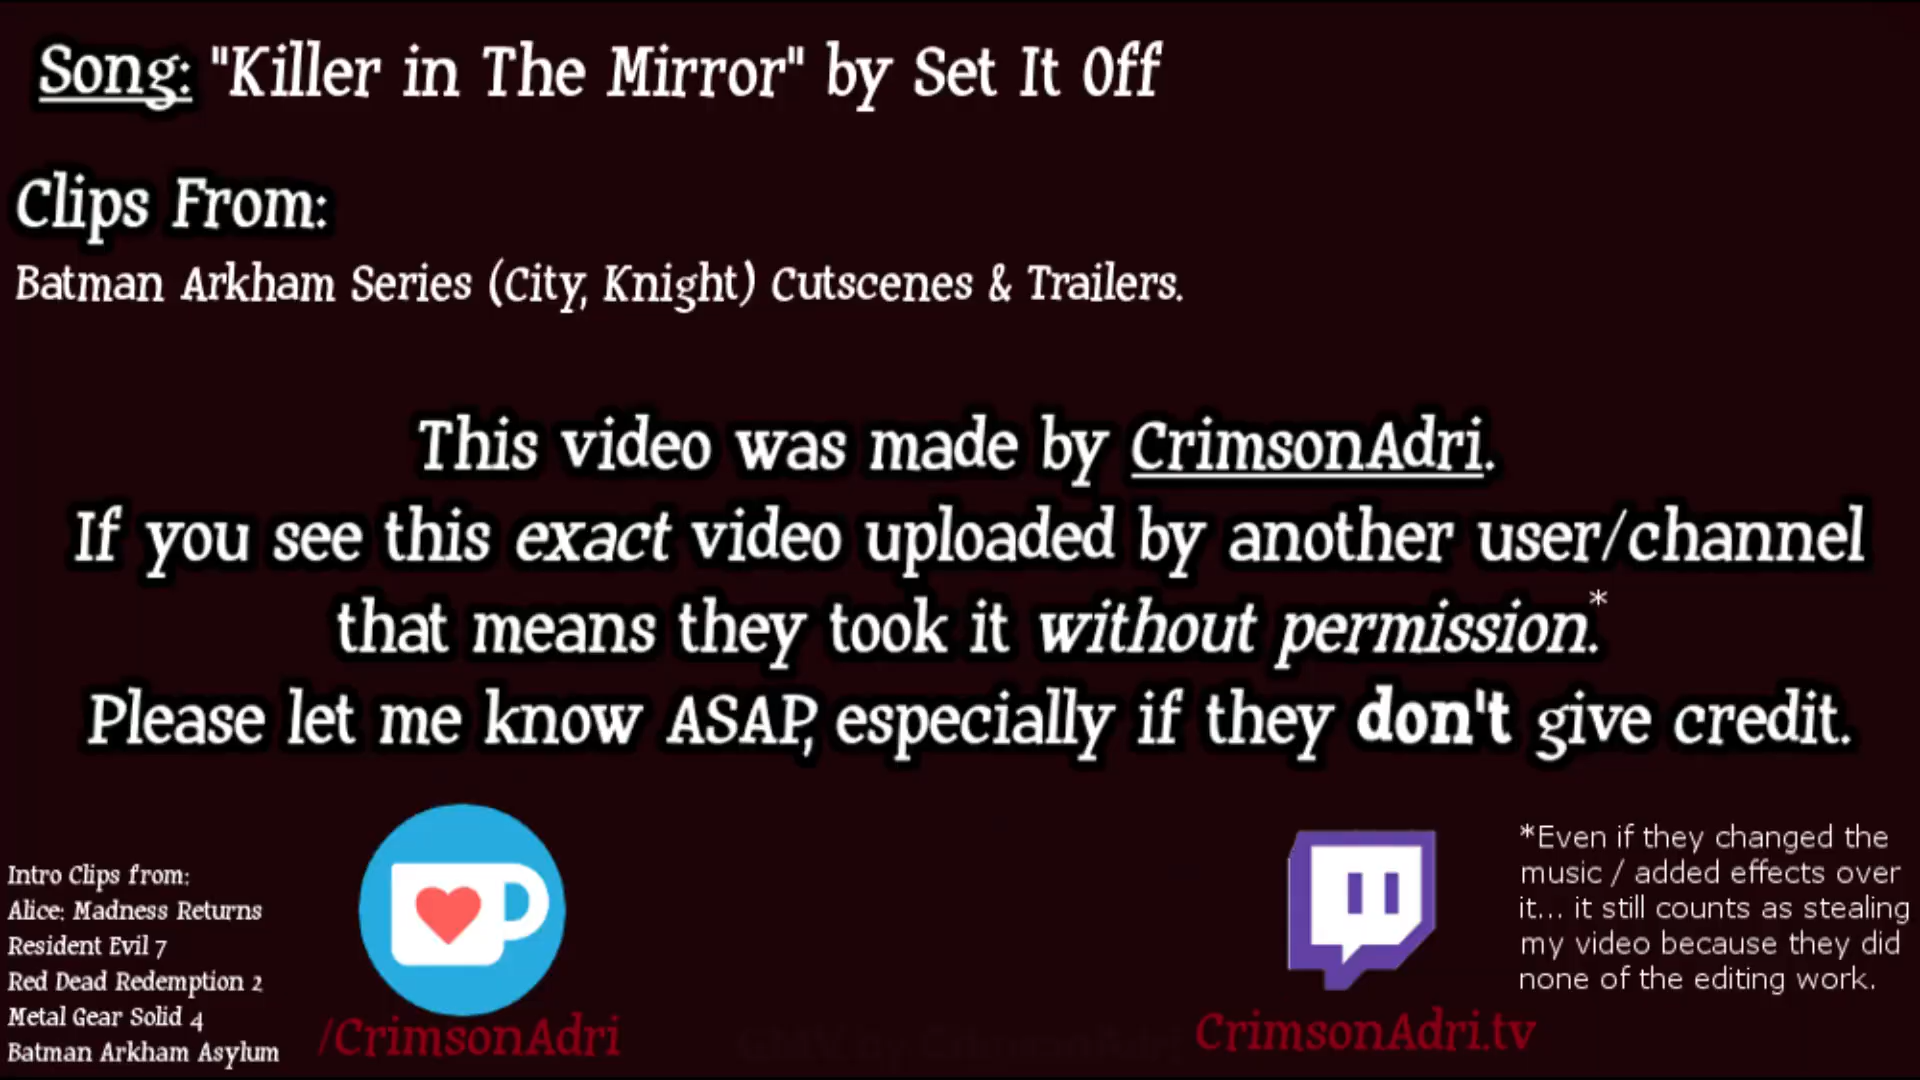 Song: "Killer in The Mirror" by Set It Off
Clips From:
Batman Arkham Series (City, Knight) Cutscenes & Trailers.
This video was made by CrimsonAdri.
If you see this exact video uploaded by another user/channel
that means they took it without permission.*
Please let me know ASAP, especially if they don't give credit.
Intro Clips from:
Alice: Madness Returns
Resident Evil 7
Red Dead Redemption 2
Metal Gear Solid 4
Batman Arkham Asylum
/CrimsonAdri
CrimsonAdri.tv
*Even if they changed the
music / added effects over
it... it still counts as stealing
my video because they did
none of the editing work.